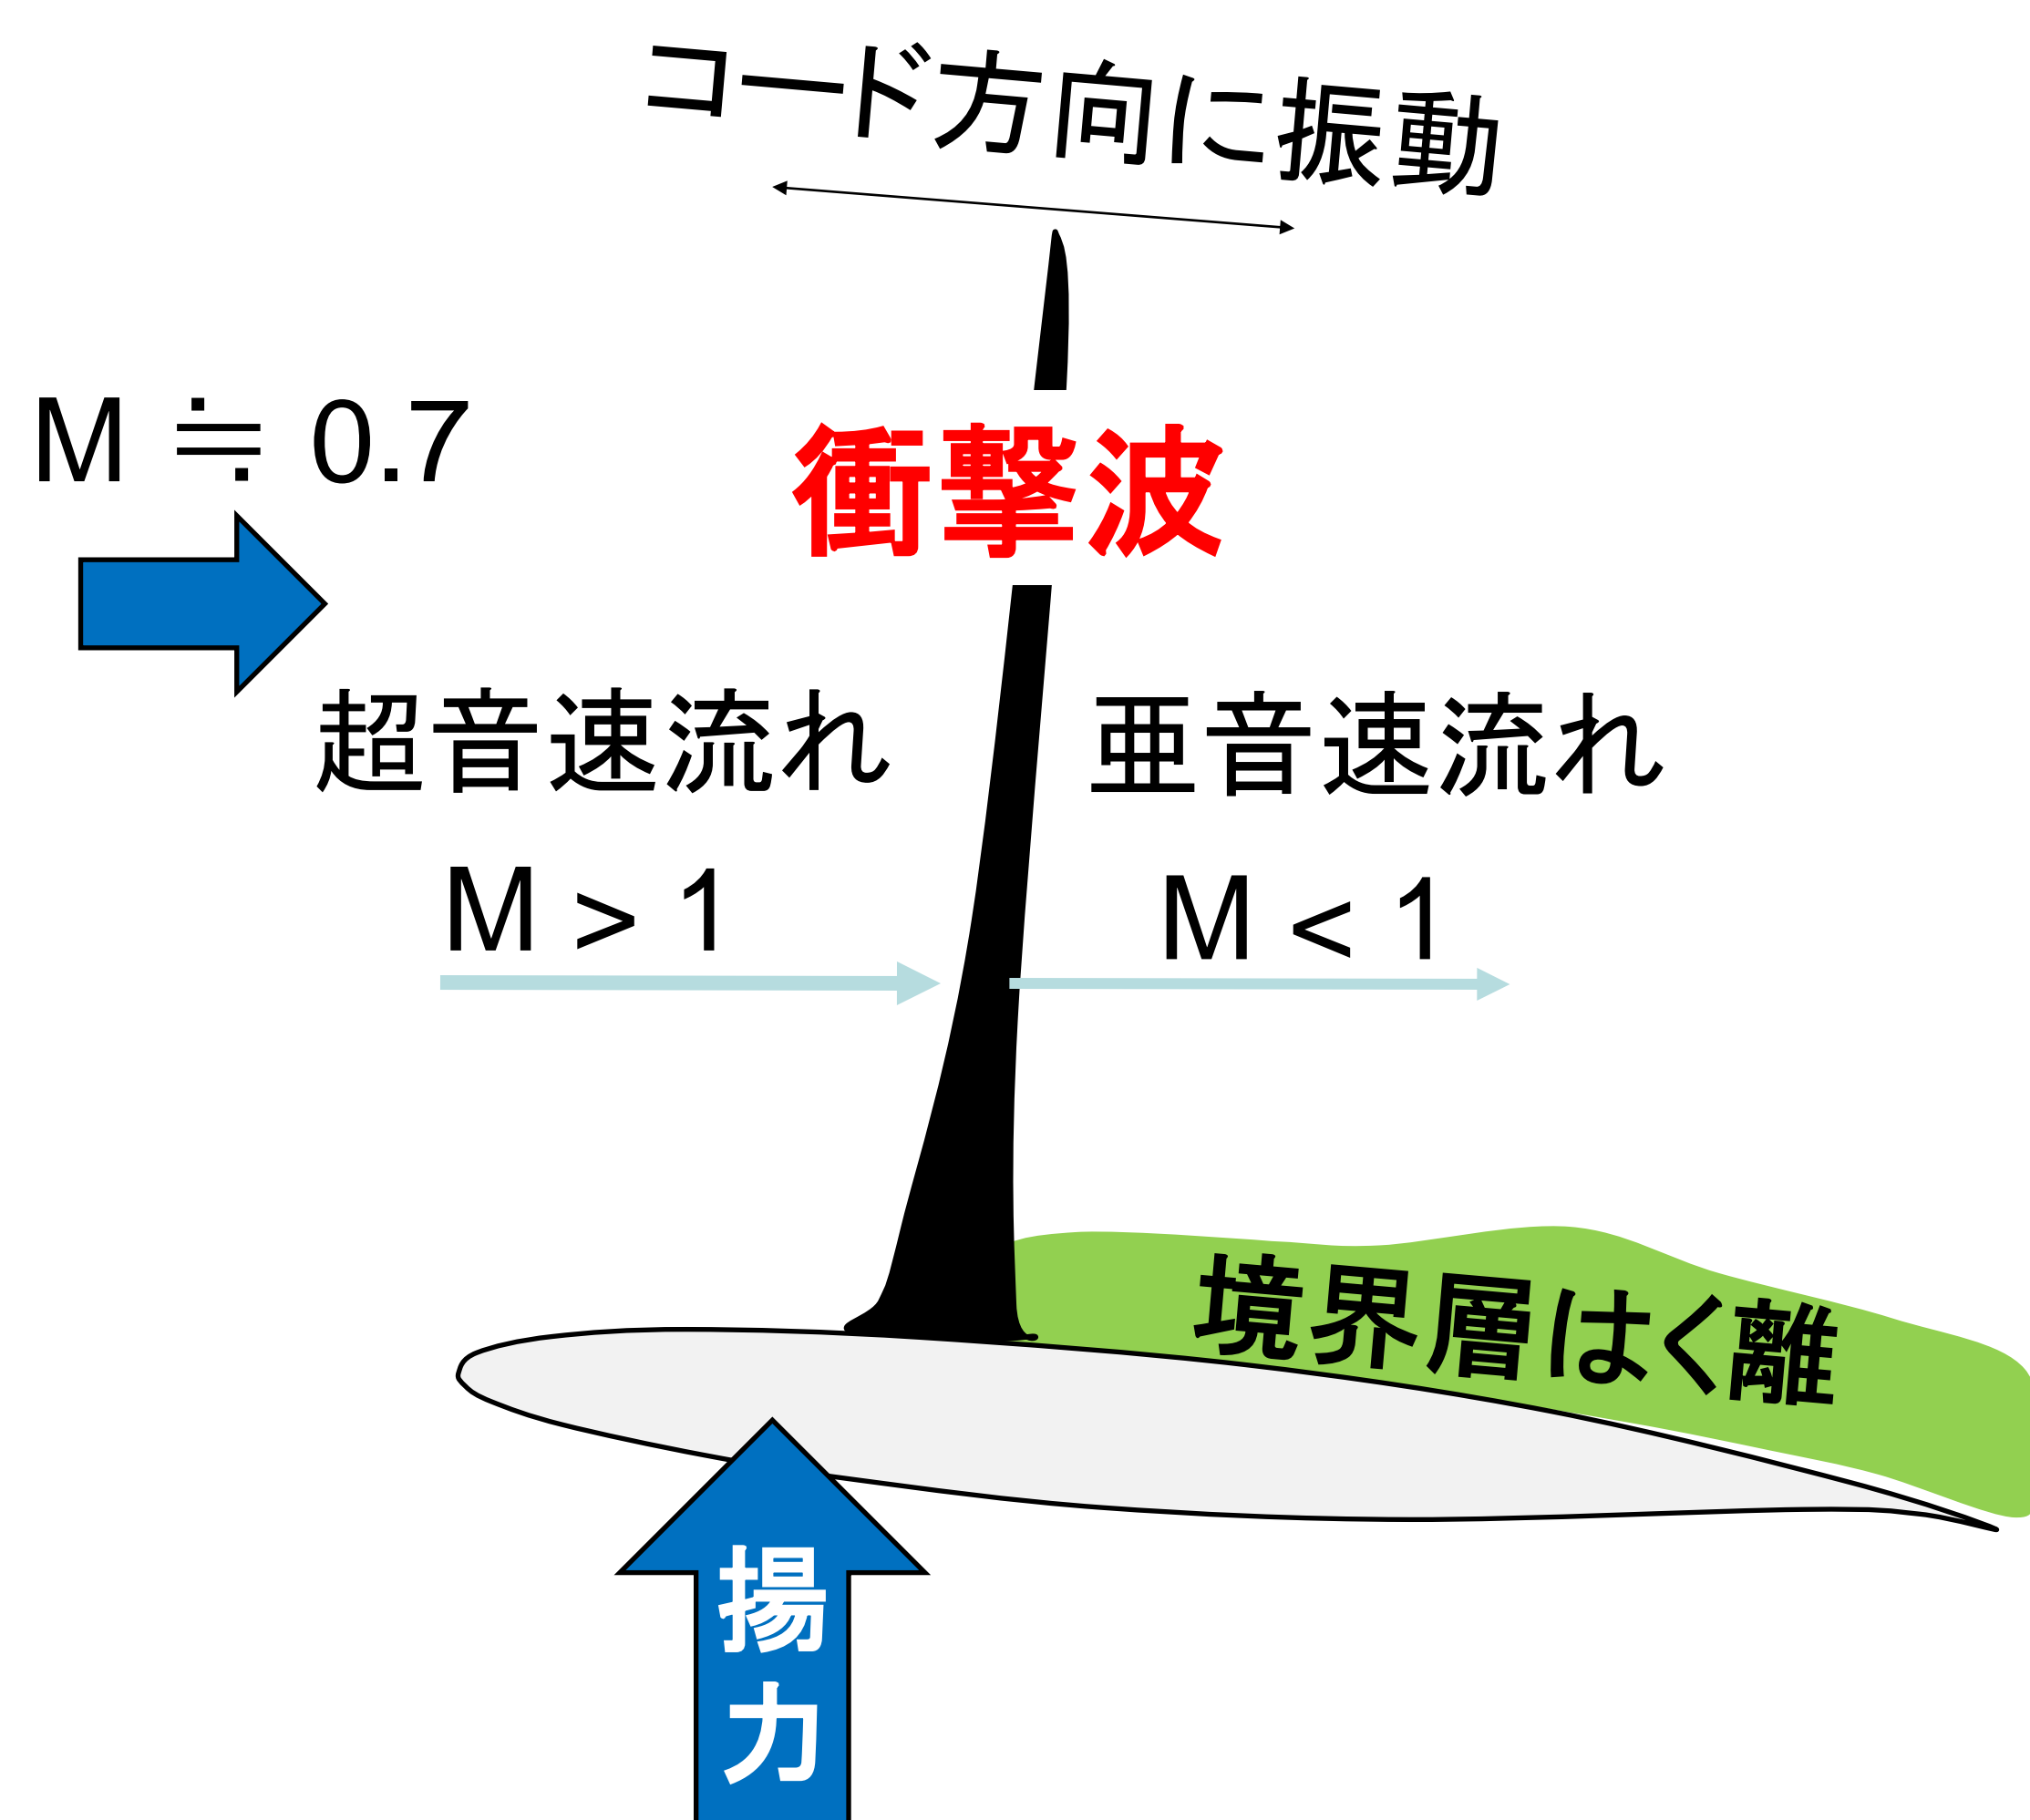 コード方向に振動
M ≒ 0.7
衝撃波
超音速流れ
M > 1
亜音速流れ
M < 1
境界層はく離
揚力